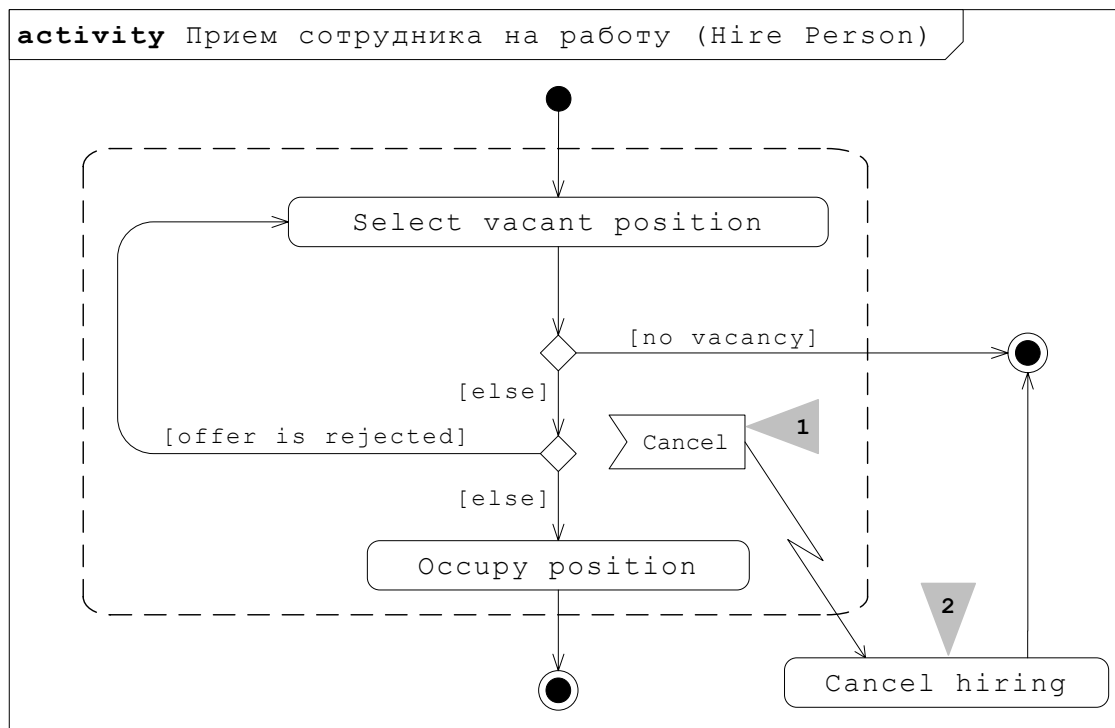 activity Прием сотрудника на работу (Hire Person)
Select vacant position
[no vacancy]
[else]
[offer is rejected]
Cancel
1
[else]
Occupy position
2
Cancel hiring